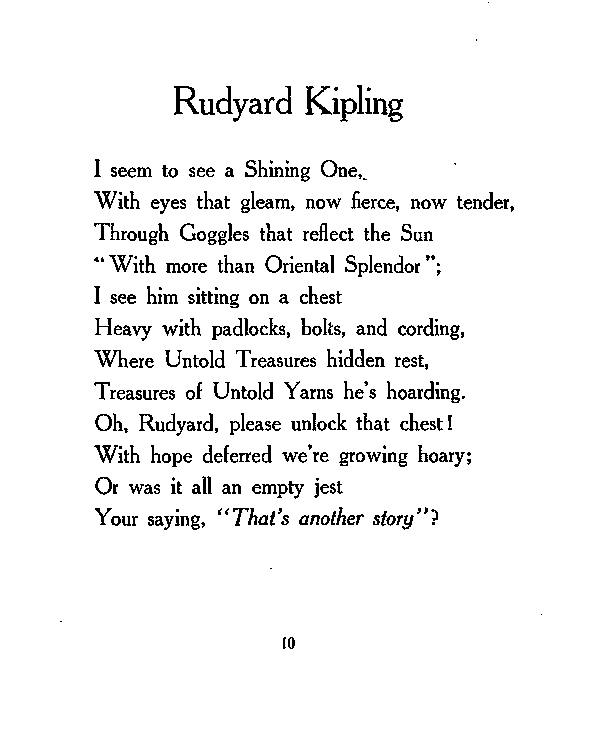 Rudyard Kipling
I seem to see a Shining One,
With eyes that gleam, now fierce, now tender,
Through Goggles that reflect the Sun
"With more than Oriental Splendor";
I see him sitting on a chest
Heavy with padlocks, bolts, and cording,
Where Untold Treasures hidden rest,
Treasures of Untold Yarns he's hoarding.
Oh, Rudyard, please unlock that chest!
With hope deferred we're growing hoary;
Or was it all an empty jest
Your saying, "That's another story"?
10